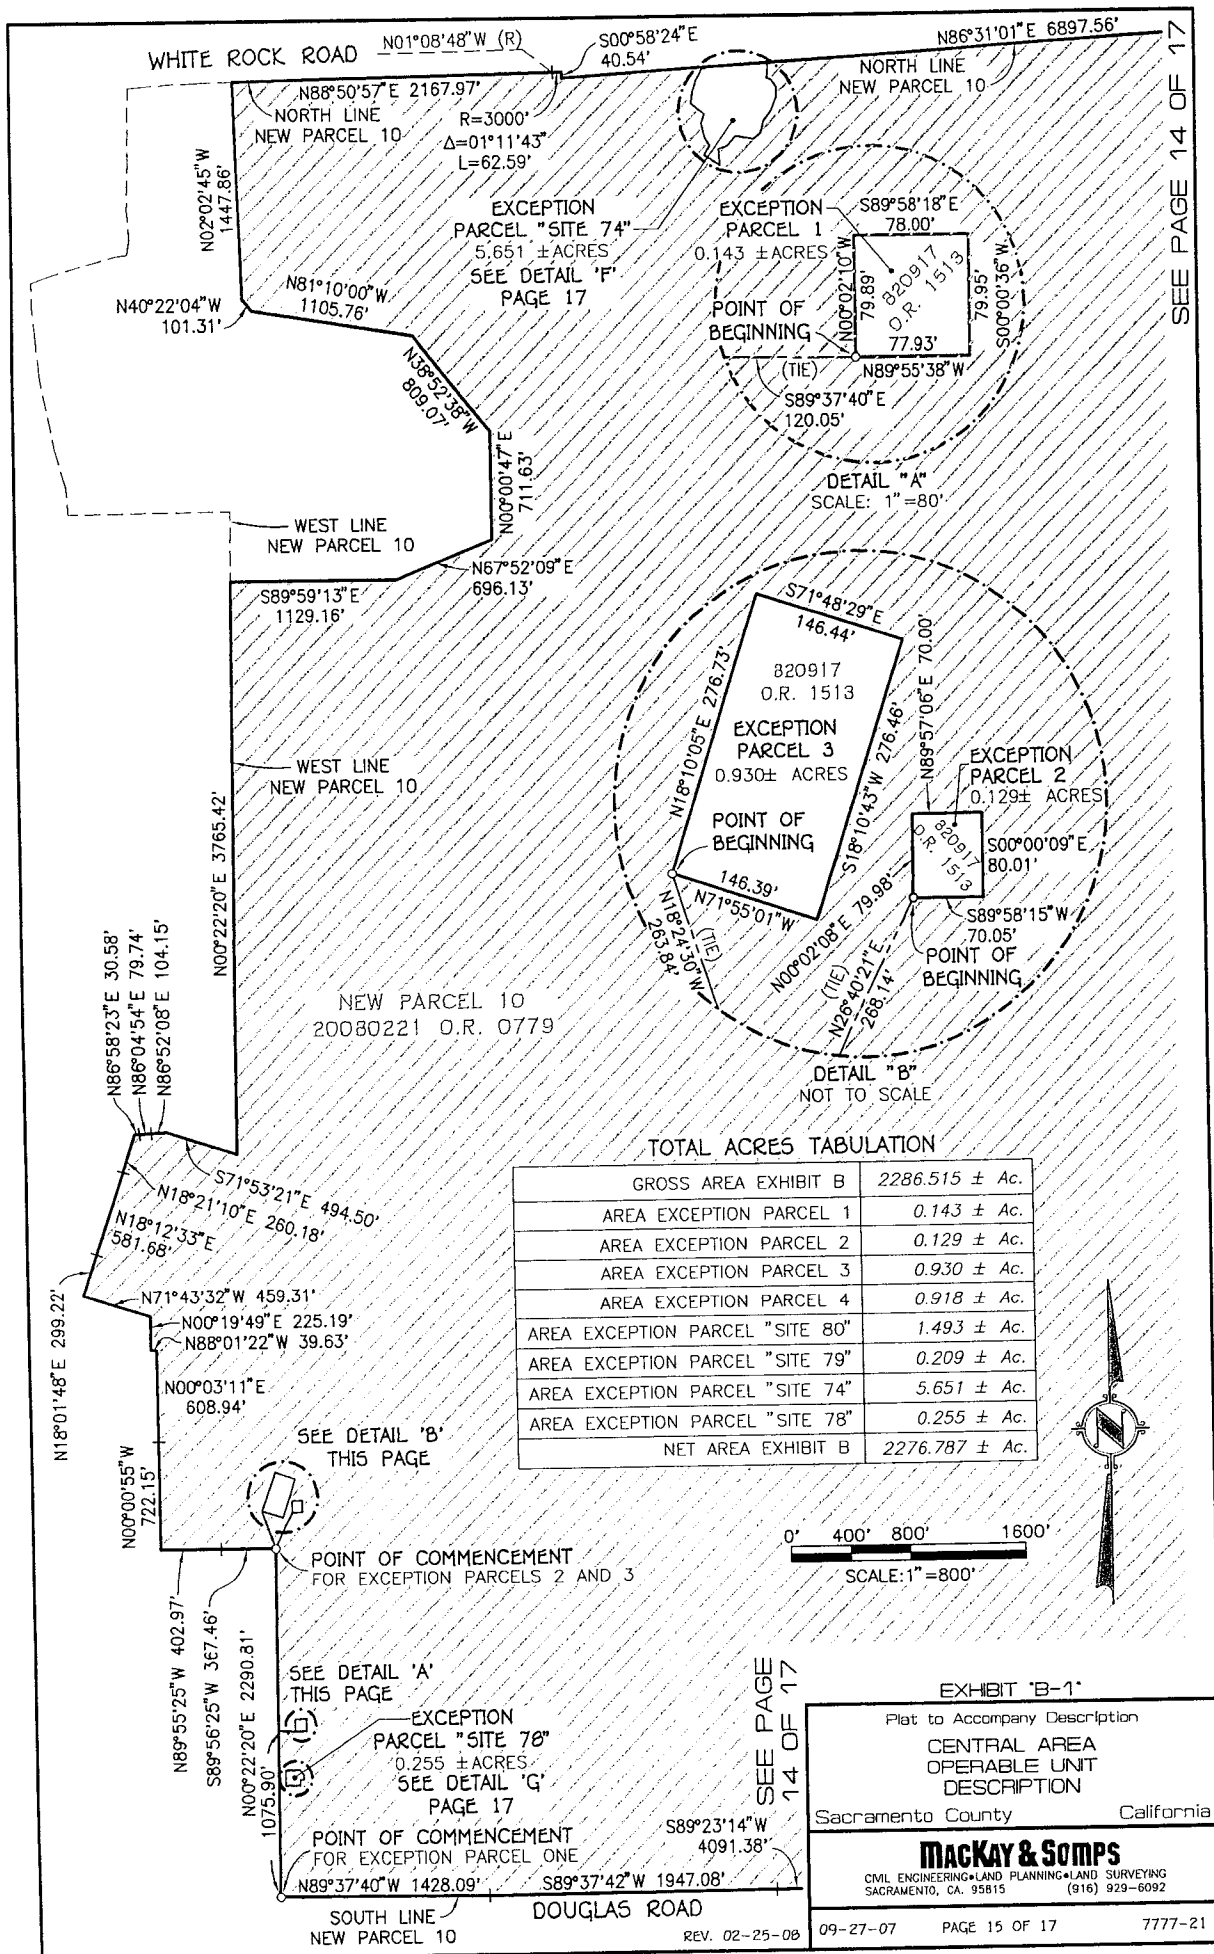 WHITE ROCK ROAD
N01°08'48"W (R)
S00°58'24"E
40.54'
N86°31'01"E 6897.56'
NORTH LINE
NEW PARCEL 10
SEE PAGE 14 OF 17
N88°50'57"E 2167.97'
NORTH LINE
NEW PARCEL 10
R=3000'
Δ=01°11'43"
L=62.59'
N02°02'45"W
1447.86'
EXCEPTION
PARCEL "SITE 74"
5.651 ±ACRES
SEE DETAIL 'F'
PAGE 17
N40°22'04"W
101.31'
N81°10'00"W
1105.76'
N38°52'38"W
809.07'
N00°00'47"E
711.63'
EXCEPTION
PARCEL 1
0.143 ±ACRES
S89°58'18"E
78.00'
N00°02'10"W
79.89'
820917
O.R. 1513
79.95'
S00°00'36"W
POINT OF
BEGINNING
77.93'
N89°55'38"W
(TIE)
S89°37'40"E
120.05'
DETAIL "A"
SCALE: 1"=80'
WEST LINE
NEW PARCEL 10
N67°52'09"E
696.13'
S89°59'13"E
1129.16'
S71°48'29"E
146.44'
N18°10'05"E 276.73'
820917
O.R. 1513
EXCEPTION
PARCEL 3
0.930± ACRES
S18°10'43"W 276.46'
POINT OF
BEGINNING
146.39'
N71°55'01"W
N18°24'30"W
263.84'
(TIE)
N89°57'06"E 70.00'
EXCEPTION
PARCEL 2
0.129± ACRES
820917
O.R. 1513
S00°00'09"E
80.01'
S89°58'15"W
70.05'
N00°02'08"E 79.98'
POINT OF
BEGINNING
(TIE)
N26°40'21"E
268.14'
DETAIL "B"
NOT TO SCALE
WEST LINE
NEW PARCEL 10
N00°22'20"E 3765.42'
NEW PARCEL 10
20080221 O.R. 0779
N86°58'23"E 30.58'
N86°04'54"E 79.74'
N86°52'08"E 104.15'
S71°53'21"E 494.50'
N18°21'10"E 260.18'
N18°12'33"E
581.68'
N18°01'48"E 299.22'
N71°43'32"W 459.31'
N00°19'49"E 225.19'
N88°01'22"W 39.63'
N00°03'11"E
608.94'
N00°00'55"W
722.15'
TOTAL ACRES TABULATION
GROSS AREA EXHIBIT B 2286.515 ± Ac.
AREA EXCEPTION PARCEL 1 0.143 ± Ac.
AREA EXCEPTION PARCEL 2 0.129 ± Ac.
AREA EXCEPTION PARCEL 3 0.930 ± Ac.
AREA EXCEPTION PARCEL 4 0.918 ± Ac.
AREA EXCEPTION PARCEL "SITE 80" 1.493 ± Ac.
AREA EXCEPTION PARCEL "SITE 79" 0.209 ± Ac.
AREA EXCEPTION PARCEL "SITE 74" 5.651 ± Ac.
AREA EXCEPTION PARCEL "SITE 78" 0.255 ± Ac.
NET AREA EXHIBIT B 2276.787 ± Ac.
N
SEE DETAIL 'B'
THIS PAGE
POINT OF COMMENCEMENT
FOR EXCEPTION PARCELS 2 AND 3
0' 400' 800' 1600'
SCALE:1"=800'
N89°55'25"W 402.97'
S89°56'25"W 367.46'
N00°22'20"E 2290.81'
1075.90'
SEE DETAIL 'A'
THIS PAGE
EXCEPTION
PARCEL "SITE 78"
0.255 ±ACRES
SEE DETAIL 'G'
PAGE 17
POINT OF COMMENCEMENT
FOR EXCEPTION PARCEL ONE
N89°37'40"W 1428.09'
S89°37'42"W 1947.08'
S89°23'14"W
4091.38'
SEE PAGE
14 OF 17
SOUTH LINE
NEW PARCEL 10
DOUGLAS ROAD
REV. 02-25-08
EXHIBIT "B-1"
Plat to Accompany Description
CENTRAL AREA
OPERABLE UNIT
DESCRIPTION
Sacramento County California
MACKAY & SOMPS
CIVIL ENGINEERING•LAND PLANNING•LAND SURVEYING
SACRAMENTO, CA. 95815 (916) 929-6092
09-27-07 PAGE 15 OF 17 7777-21